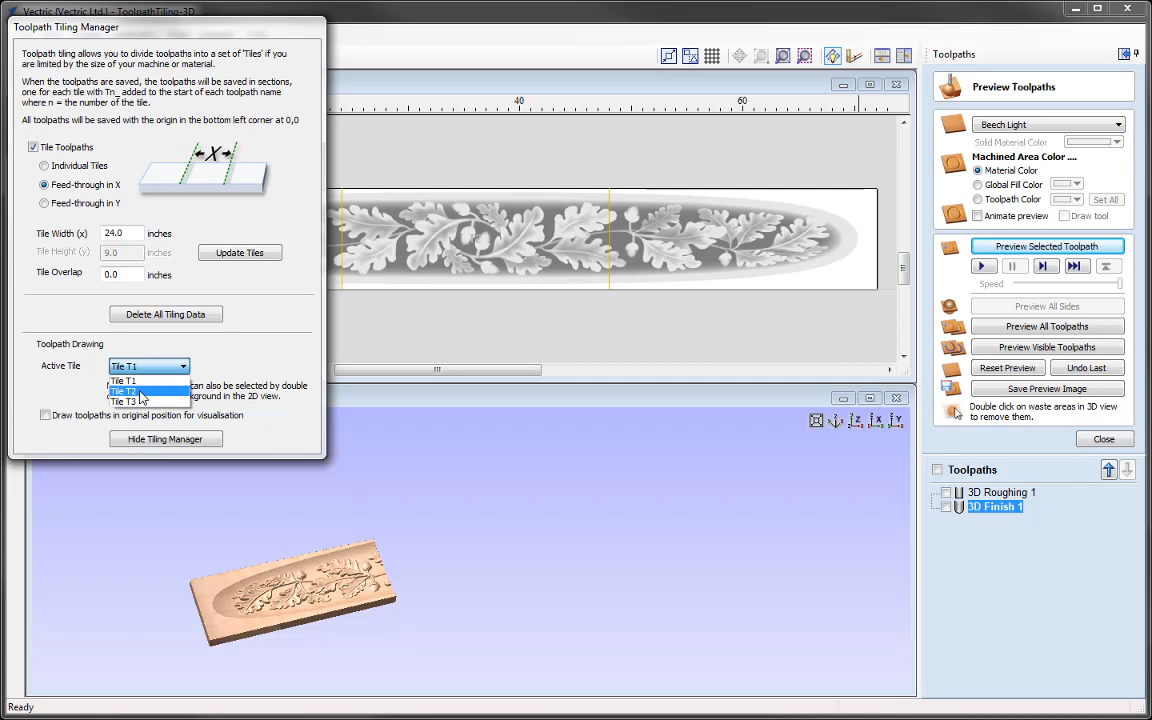 Vectric {Vectric Ltd.} - ToolpathTiling-3D
Toolpath Tiling Manager
Toolpath tiling allows you to divide toolpaths into a set of 'Tiles' if you
are limited by the size of your machine or material.
When the toolpaths are saved, the toolpaths will be saved in sections,
one for each tile with Tn_ added to the start of each toolpath name
where n = the number of the tile.
All toolpaths will be saved with the origin in the bottom left corner at 0,0
Tile Toolpaths
Individual Tiles
Feed-through in X
Feed-through in Y
X
Tile Width (x) 24.0 inches
Tile Height (y) 9.0 inches
Update Tiles
Tile Overlap 0.0 inches
Delete All Tiling Data
Toolpath Drawing
Active Tile Tile T1
Tile T1
Tile T2
Tile T3
can also be selected by double
background in the 2D view.
Draw toolpaths in original position for visualisation
Hide Tiling Manager
40
60
Z
X
Y
Toolpaths
Preview Toolpaths
Beech Light
Solid Material Color
Machined Area Color ....
Material Color
Global Fill Color
Toolpath Color
Set All
Animate preview
Draw tool
Preview Selected Toolpath
Speed
Preview All Sides
Preview All Toolpaths
Preview Visible Toolpaths
Reset Preview
Undo Last
Save Preview Image
Double click on waste areas in 3D view
to remove them.
Close
Toolpaths
3D Roughing 1
3D Finish 1
Ready